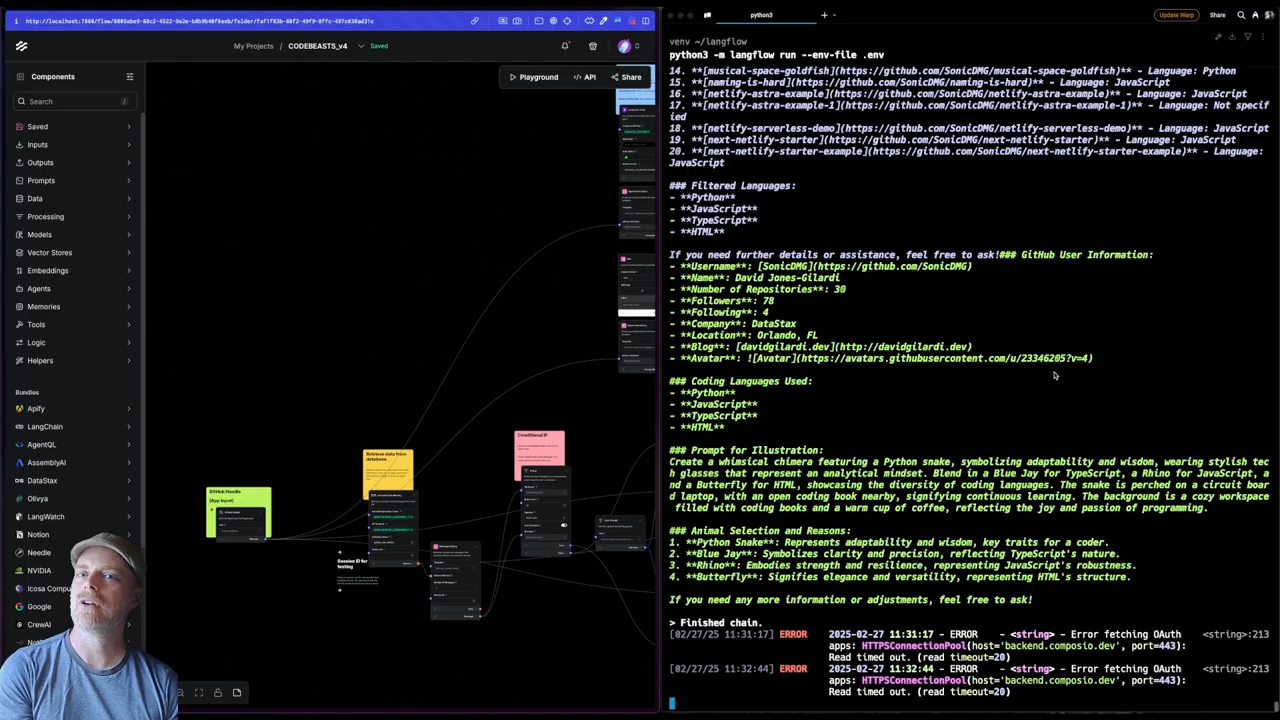 http://localhost:7860/flow/
My Projects / CODEBEASTS_v4 Saved
Components
Search /
Saved
Inputs
Outputs
Prompts
Data
Processing
Models
Vector Stores
Embeddings
Agents
Memories
Tools
Logic
Helpers
Bundles
Apify
LangChain
AgentQL
AssemblyAI
DataStax
Olivya
LangWatch
Notion
Needle
NVIDIA
Icosa Compu
Google
CrewAI
Playground API Share
Retrieve data from
database
GitHub Handle
(App Input)
Conditional IF
Session ID fo
testing
python3
Update Warp Share
venv ~/langflow
python3 -m langflow run --env-file .env
14. **[musical-space-goldfish](https://github.com/SonicDMG/musical-space-goldfish)** - Language: Python
15. **[naming-is-hard](https://github.com/SonicDMG/naming-is-hard)** - Language: JavaScript
16. **[netlify-astra-example](https://github.com/SonicDMG/netlify-astra-example)** - Language: JavaScript
17. **[netlify-astra-example-1](https://github.com/SonicDMG/netlify-astra-example-1)** - Language: Not specif
ied
18. **[netlify-serverless-demo](https://github.com/SonicDMG/netlify-serverless-demo)** - Language: JavaScript
19. **[next-netlify-starter](https://github.com/SonicDMG/next-netlify-starter)** - Language: JavaScript
20. **[next-netlify-starter-example](https://github.com/SonicDMG/next-netlify-starter-example)** - Language:
JavaScript
### Filtered Languages:
- **Python**
- **JavaScript**
- **TypeScript**
- **HTML**
If you need further details or assistance, feel free to ask!### GitHub User Information:
- **Username**: [SonicDMG](https://github.com/SonicDMG)
- **Name**: David Jones-Gilardi
- **Number of Repositories**: 30
- **Followers**: 78
- **Following**: 4
- **Company**: DataStax
- **Location**: Orlando, FL
- **Blog**: [davidgilardi.dev](http://davidgilardi.dev)
- **Avatar**: ![Avatar](https://avatars.githubusercontent.com/u/23346205?v=4)
### Coding Languages Used:
- **Python**
- **JavaScript**
- **TypeScript**
- **HTML**
### Prompt for Illustration:
Create a whimsical chimera featuring a Python snake, symbolizing adaptability and wisdom, wearing stylish tec
h glasses that represent an analytical mindset. Blend in a Blue Jay for TypeScript, a Rhino for JavaScript, a
nd a Butterfly for HTML, showcasing the diversity of coding languages. The snake is perched on a circuit boar
d laptop, with an open notebook nearby, signifying continuous learning. The background is a cozy workspace
filled with coding books and a warm cup of coffee, reflecting the joy and passion of programming.
### Animal Selection and Reasons:
1. **Python Snake**: Represents adaptability and wisdom, key traits for a coder.
2. **Blue Jay**: Symbolizes clarity and precision, reflecting TypeScript's nature.
3. **Rhino**: Embodies strength and resilience, representing JavaScript's robustness.
4. **Butterfly**: Signifies elegance and versatility, representing HTML's structure.
If you need any more information or adjustments, feel free to ask!
> Finished chain.
[02/27/25 11:31:17] ERROR 2025-02-27 11:31:17 - ERROR - <string> - Error fetching OAuth <string>:213
apps: HTTPSConnectionPool(host='backend.composio.dev', port=443):
Read timed out. (read timeout=20)
[02/27/25 11:32:44] ERROR 2025-02-27 11:32:44 - ERROR - <string> - Error fetching OAuth <string>:213
apps: HTTPSConnectionPool(host='backend.composio.dev', port=443):
Read timed out. (read timeout=20)